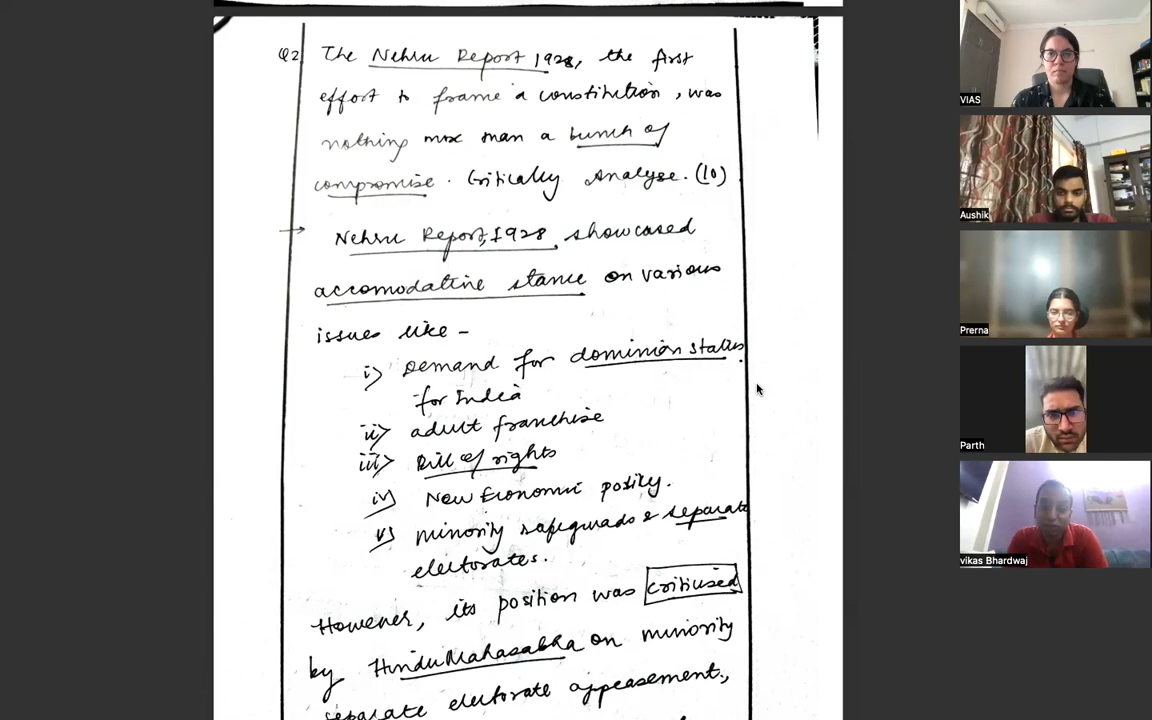 Q2 The Nehru Report 1928, the first
effort to frame a constitution, was
nothing more than a bunch of
compromise. Critically Analyse. (10)
→ Nehru Report, 1928, showcased
accomodative stance on various
issues like -
i) Demand for dominion status
for India
ii) adult franchise
iii) Bill of rights
iv) New Economic policy.
v) minority safeguards & separate
electorates.
However, its position was criticised
by Hindu Mahasabha on minority
separate electorate appeasement,
VIAS
Aushik
Prerna
Parth
vikas Bhardwaj